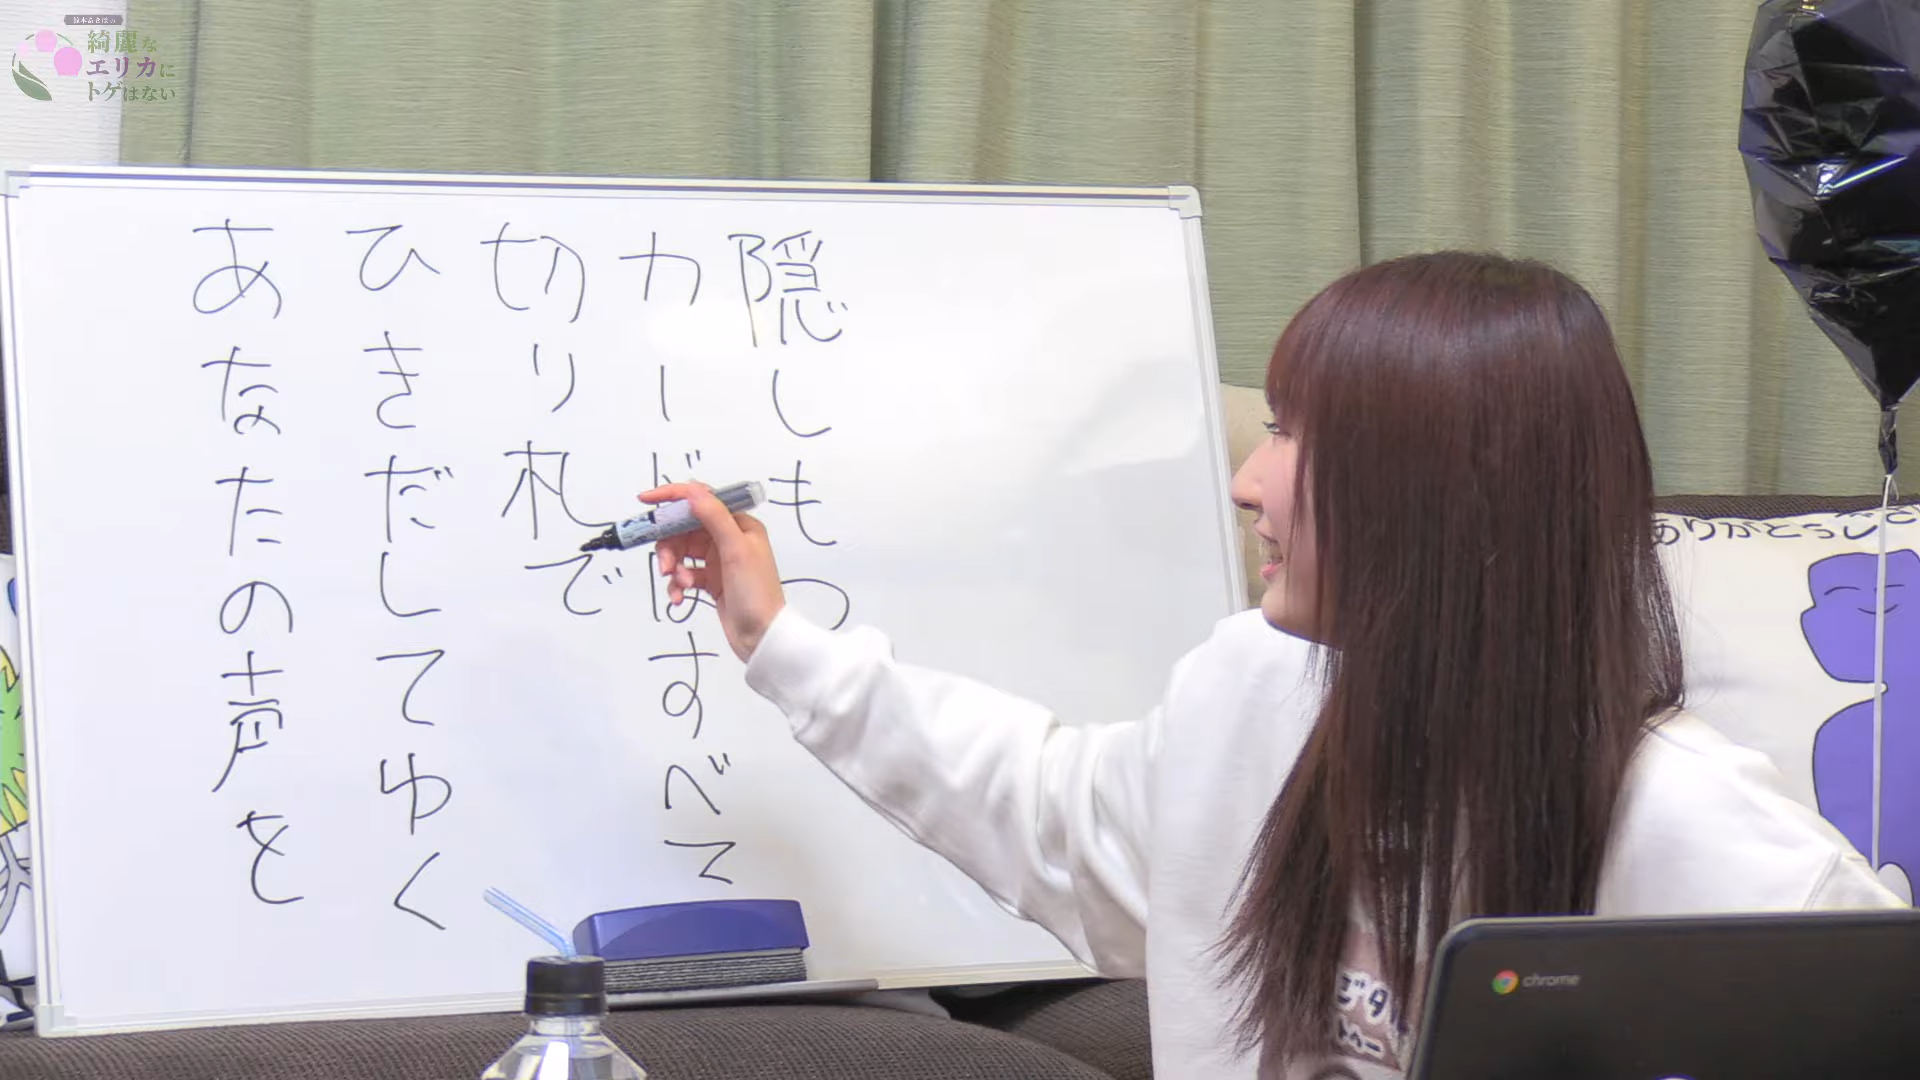 綺麗な
エリカに
トゲはない
隠しもつ
カードはすべて
切り札で
ひきだしてゆく
あなたの声を
ありがとう
chrome